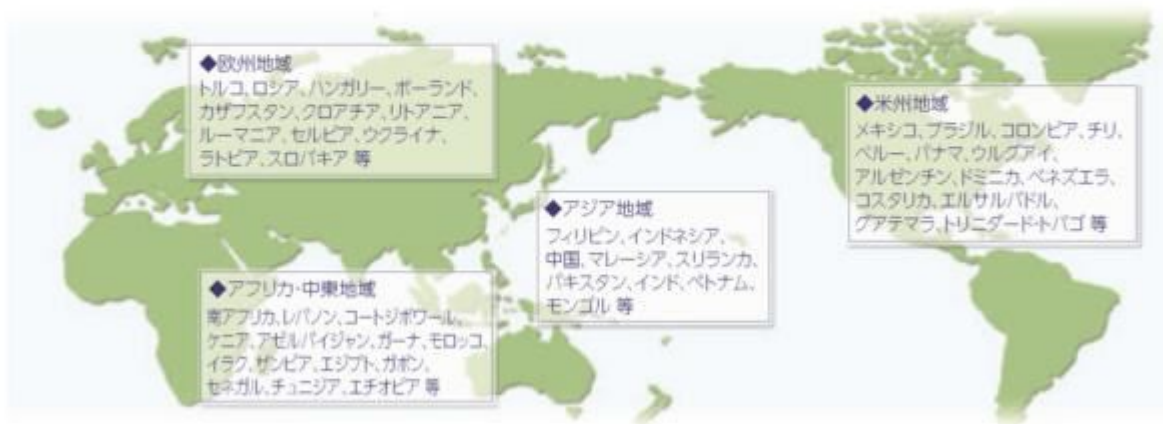 ◆欧州地域
トルコ、ロシア、ハンガリー、ポーランド、
カザフスタン、クロアチア、リトアニア、
ルーマニア、セルビア、ウクライナ、
ラトビア、スロバキア 等
◆アジア地域
フィリピン、インドネシア、
中国、マレーシア、スリランカ、
パキスタン、インド、ベトナム、
モンゴル 等
◆アフリカ・中東地域
南アフリカ、レバノン、コートジボワール、
ケニア、アゼルバイジャン、ガーナ、モロッコ、
イラク、ザンビア、エジプト、ガボン、
セネガル、チュニジア、エチオピア 等
◆米州地域
メキシコ、ブラジル、コロンビア、チリ、
ペルー、パナマ、ウルグアイ、
アルゼンチン、ドミニカ、ベネズエラ、
コスタリカ、エルサルバドル、
グアテマラ、トリニダード・トバゴ 等